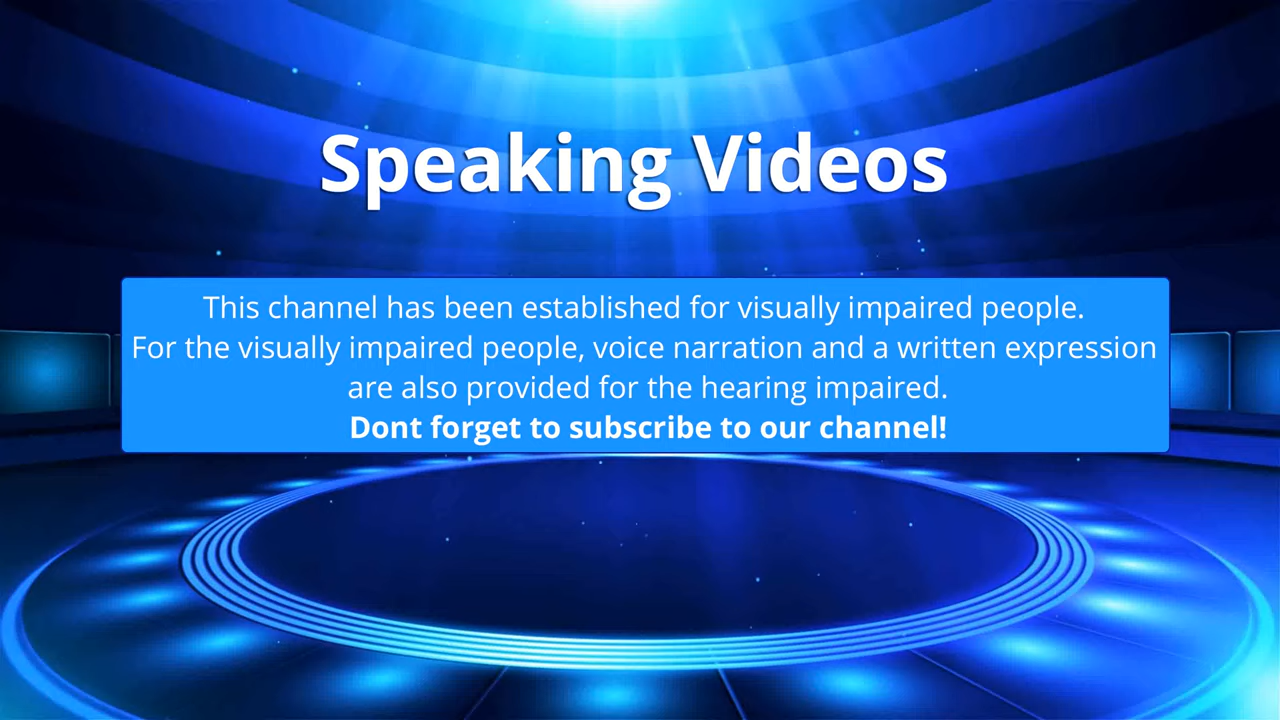 Speaking Videos
This channel has been established for visually impaired people.
For the visually impaired people, voice narration and a written expression
are also provided for the hearing impaired.
Dont forget to subscribe to our channel!